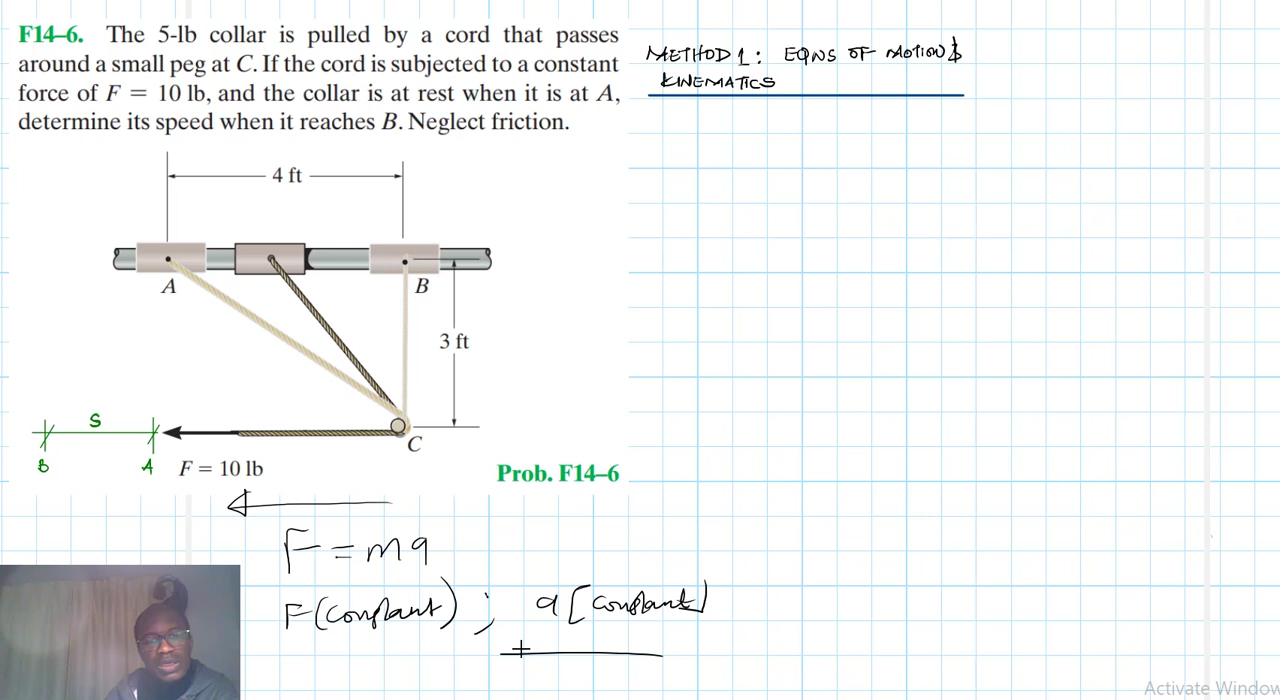 F14–6. The 5-lb collar is pulled by a cord that passes
around a small peg at C. If the cord is subjected to a constant
force of F = 10 lb, and the collar is at rest when it is at A,
determine its speed when it reaches B. Neglect friction.
METHOD 1: EQNS OF MOTION &
KINEMATICS
4 ft
A
B
3 ft
S
B
A
F = 10 lb
C
Prob. F14–6
F = ma
F (constant) ; a [constant]
+
Activate Window